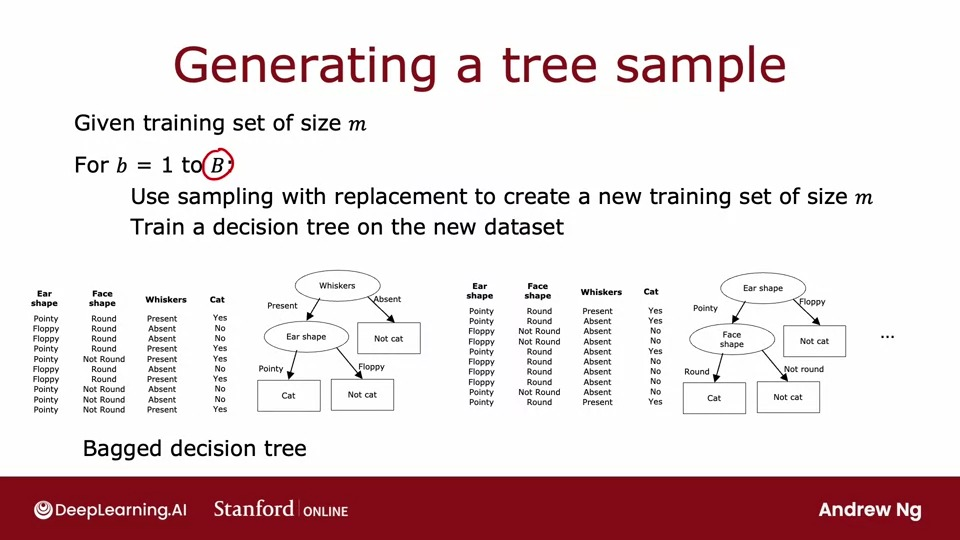 Generating a tree sample
Given training set of size m
For b = 1 to B:
Use sampling with replacement to create a new training set of size m
Train a decision tree on the new dataset
Ear shape Face shape Whiskers Cat
Pointy Round Present Yes
Floppy Round Absent No
Floppy Round Absent No
Pointy Round Present Yes
Pointy Not Round Present Yes
Floppy Round Absent No
Floppy Round Present Yes
Pointy Not Round Absent No
Pointy Not Round Absent No
Pointy Not Round Present Yes
Whiskers
Present Absent
Ear shape Not cat
Pointy Floppy
Cat Not cat
Ear shape Face shape Whiskers Cat
Pointy Round Present Yes
Pointy Round Absent Yes
Floppy Not Round Absent No
Floppy Not Round Absent No
Pointy Round Absent Yes
Floppy Round Absent No
Floppy Round Absent No
Floppy Round Absent No
Pointy Not Round Absent No
Pointy Round Present Yes
Ear shape
Pointy Floppy
Face shape Not cat
Round Not round
Cat Not cat
...
Bagged decision tree
DeepLearning.AI Stanford ONLINE Andrew Ng